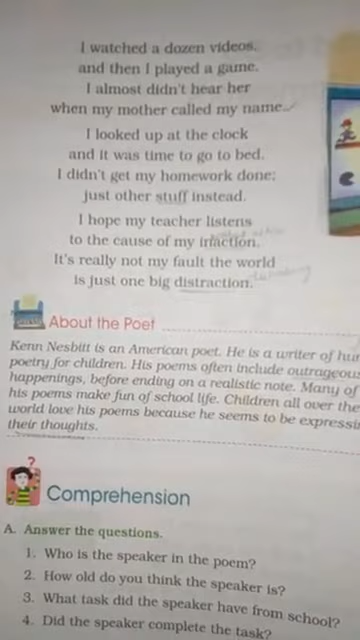 I watched a dozen videos,
and then I played a game.
I almost didn't hear her
when my mother called my name.
I looked up at the clock
and it was time to go to bed.
I didn't get my homework done;
just other stuff instead.
I hope my teacher listens
to the cause of my infaction.
It's really not my fault the world
is just one big distraction.
About the Poet
Kenn Nesbitt is an American poet. He is a writer of
poetry for children. His poems often include
happenings, before ending on a realistic note. Many of
his poems make fun of school life. Children all over the
world love his poems because he seems to be
their thoughts.
Comprehension
A. Answer the questions.
1. Who is the speaker in the poem?
2. How old do you think the speaker is?
3. What task did the speaker have from school?
4. Did the speaker complete the task?